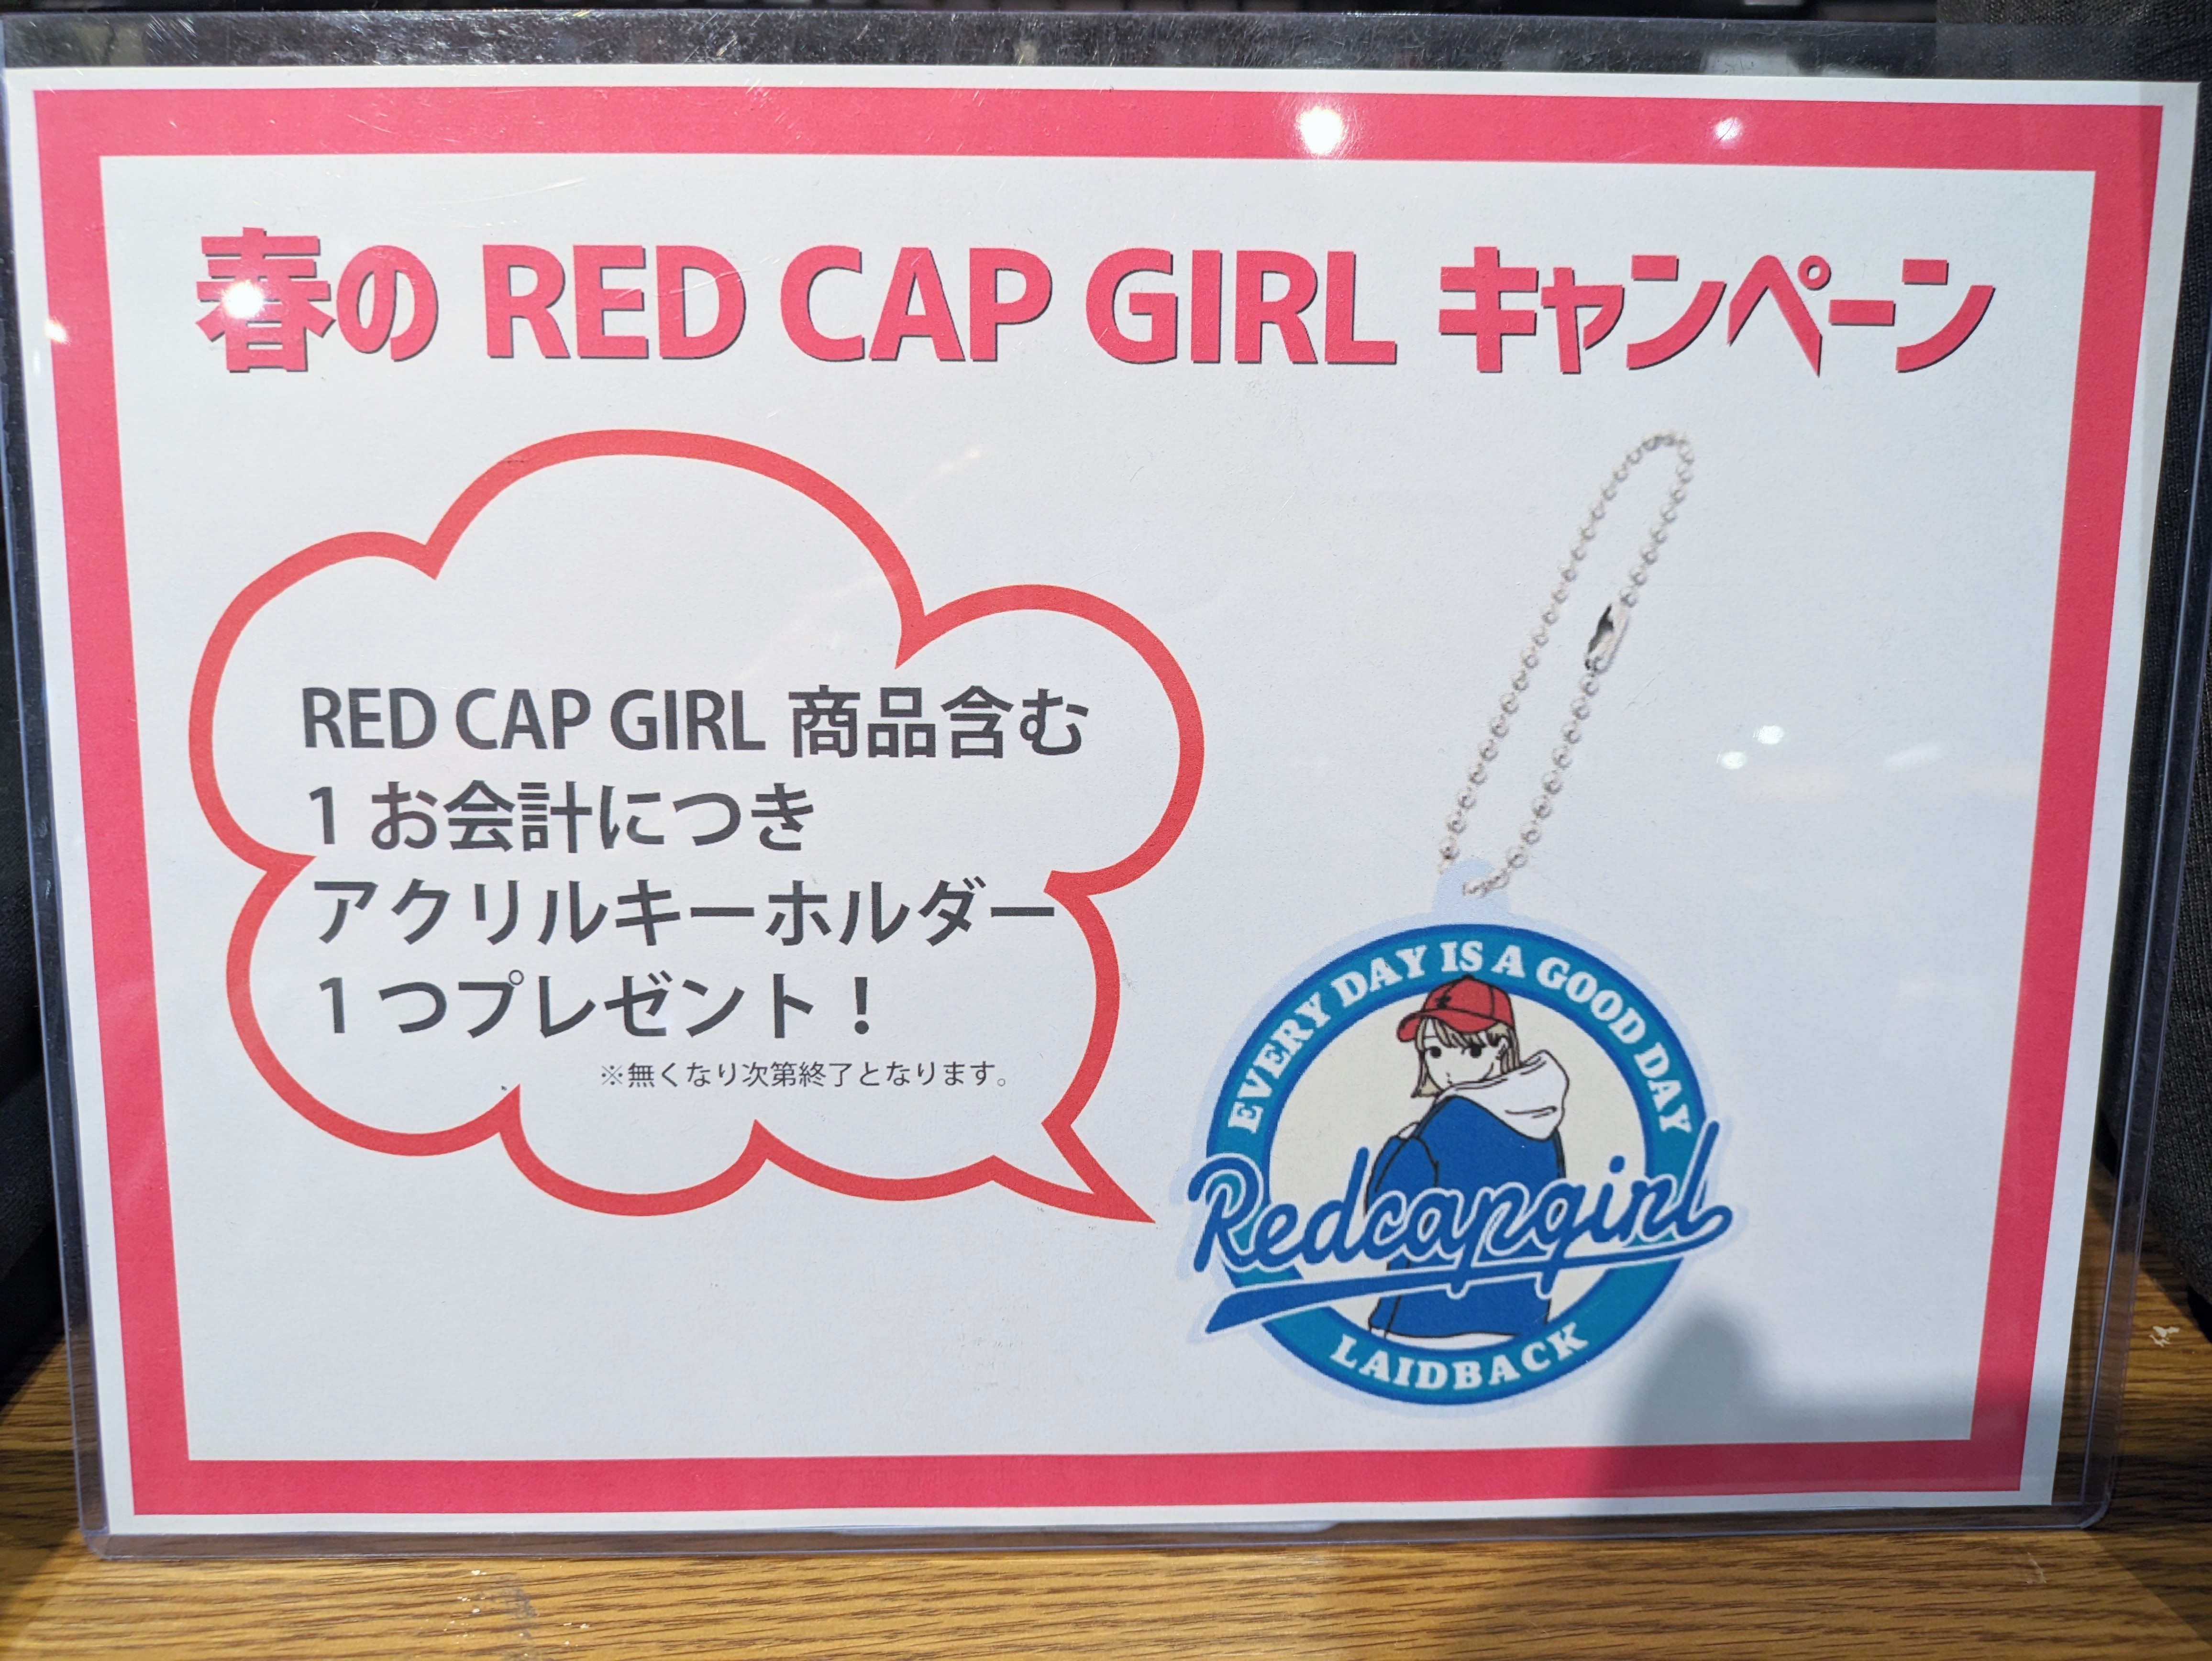 春の RED CAP GIRL キャンペーン
RED CAP GIRL 商品含む
1 お会計につき
アクリルキーホルダー
1 つプレゼント！
※無くなり次第終了となります。
EVERY DAY IS A GOOD DAY
Redcapgirl
LAIDBACK